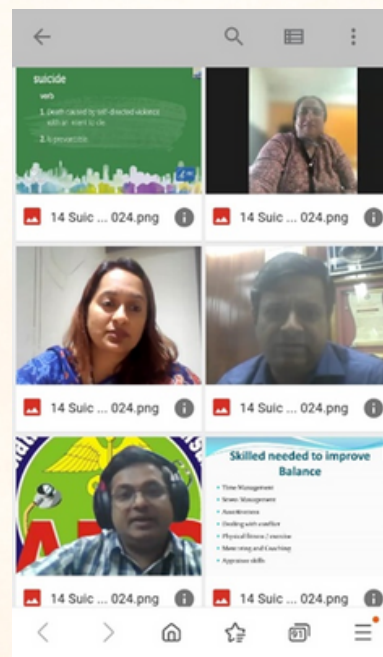 suicide
verb
1. Death caused by self-directed violence
with an intent to die.
2. Is preventable.
14 Suic ... 024.png
14 Suic ... 024.png
14 Suic ... 024.png
14 Suic ... 024.png
Skilled needed to improve
Balance
Time Management
Stress Management
Assertiveness
Dealing with conflict
Physical fitness / exercise
Mentoring and Coaching
Appraisal skills
14 Suic ... 024.png
14 Suic ... 024.png
91